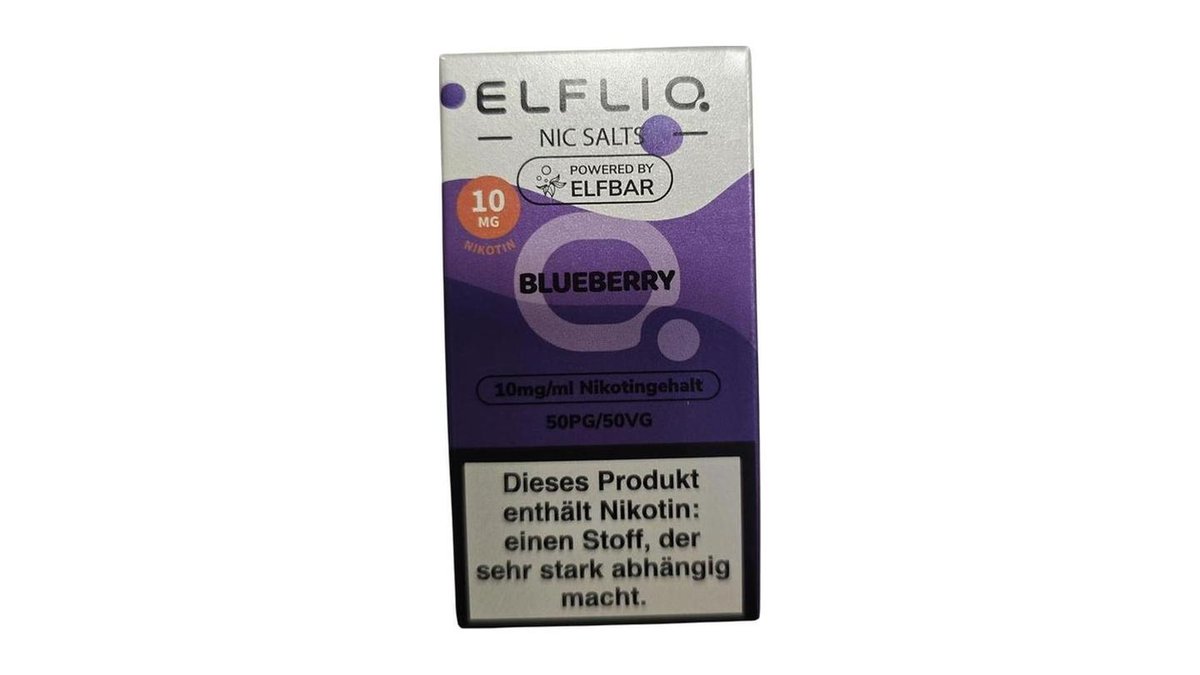 ELFLIQ.
NIC SALTS
POWERED BY
ELFBAR
10
MG
NIKOTIN
BLUEBERRY
10mg/ml Nikotingehalt
50PG/50VG
Dieses Produkt
enthält Nikotin:
einen Stoff, der
sehr stark abhängig
macht.